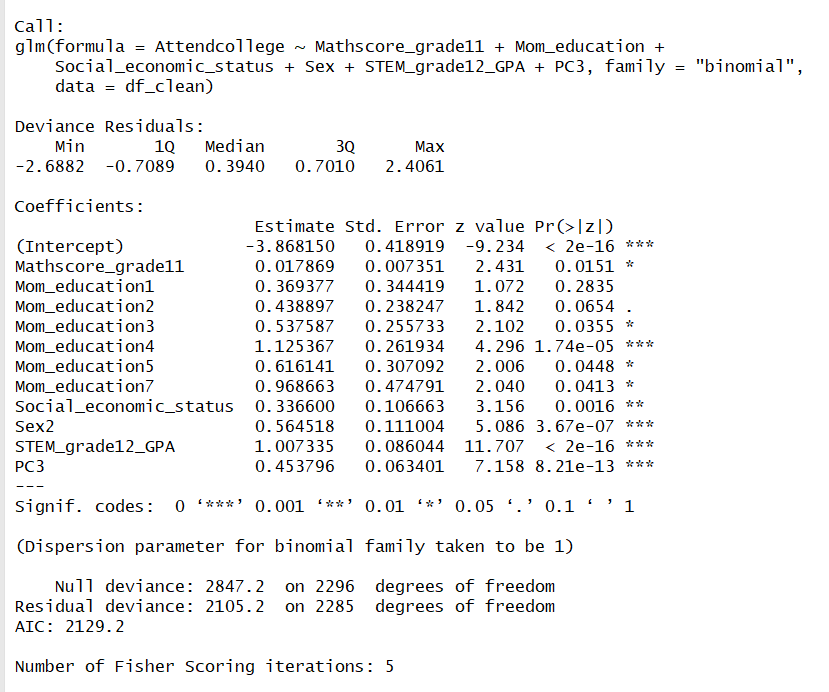 Call:
glm(formula = Attendcollege ~ Mathscore_grade11 + Mom_education +
    Social_economic_status + Sex + STEM_grade12_GPA + PC3, family = "binomial",
    data = df_clean)

Deviance Residuals:
    Min       1Q   Median       3Q      Max
-2.6882  -0.7089   0.3940   0.7010   2.4061

Coefficients:
                        Estimate Std. Error z value Pr(>|z|)
(Intercept)            -3.868150   0.418919  -9.234  < 2e-16 ***
Mathscore_grade11       0.017869   0.007351   2.431   0.0151 *
Mom_education1          0.369377   0.344419   1.072   0.2835
Mom_education2          0.438897   0.238247   1.842   0.0654 .
Mom_education3          0.537587   0.255733   2.102   0.0355 *
Mom_education4          1.125367   0.261934   4.296 1.74e-05 ***
Mom_education5          0.616141   0.307092   2.006   0.0448 *
Mom_education7          0.968663   0.474791   2.040   0.0413 *
Social_economic_status  0.336600   0.106663   3.156   0.0016 **
Sex2                    0.564518   0.111004   5.086 3.67e-07 ***
STEM_grade12_GPA        1.007335   0.086044  11.707  < 2e-16 ***
PC3                     0.453796   0.063401   7.158 8.21e-13 ***
---
Signif. codes:  0 ‘***’ 0.001 ‘**’ 0.01 ‘*’ 0.05 ‘.’ 0.1 ‘ ’ 1

(Dispersion parameter for binomial family taken to be 1)

    Null deviance: 2847.2  on 2296  degrees of freedom
Residual deviance: 2105.2  on 2285  degrees of freedom
AIC: 2129.2

Number of Fisher Scoring iterations: 5